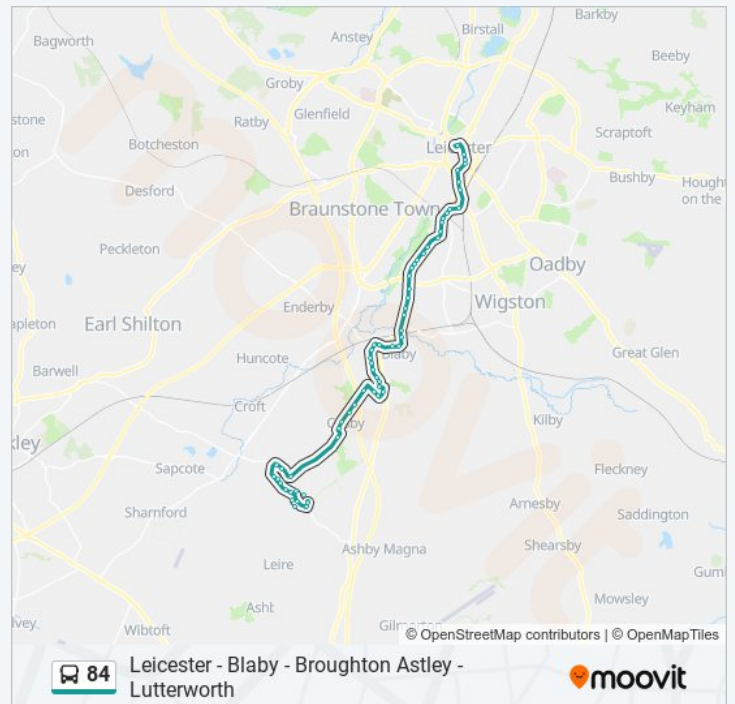 Barkby
Birstall
Anstey
Bagworth
Beeby
Groby
Keyham
Glenfield
Ratby
stone
Scraptoft
Botcheston
Leicester
on
Bushby
Hought
on the
Desford
Braunstone Town
Peckleton
Oadby
ey
Enderby
Wigston
apleton
Earl Shilton
Great Glen
Huncote
Blaby
Barwell
Croft
Kilby
kley
Sapcote
Fleckney
Arnesby
Sharnford
Saddington
Shearsby
Ashby Magna
Leire
Gum
Mowsley
Asht
Gilmorton
lvey.
Wibtoft
moovit
© OpenStreetMap contributors | © OpenMapTiles
84
Leicester - Blaby - Broughton Astley -
Lutterworth
moovit